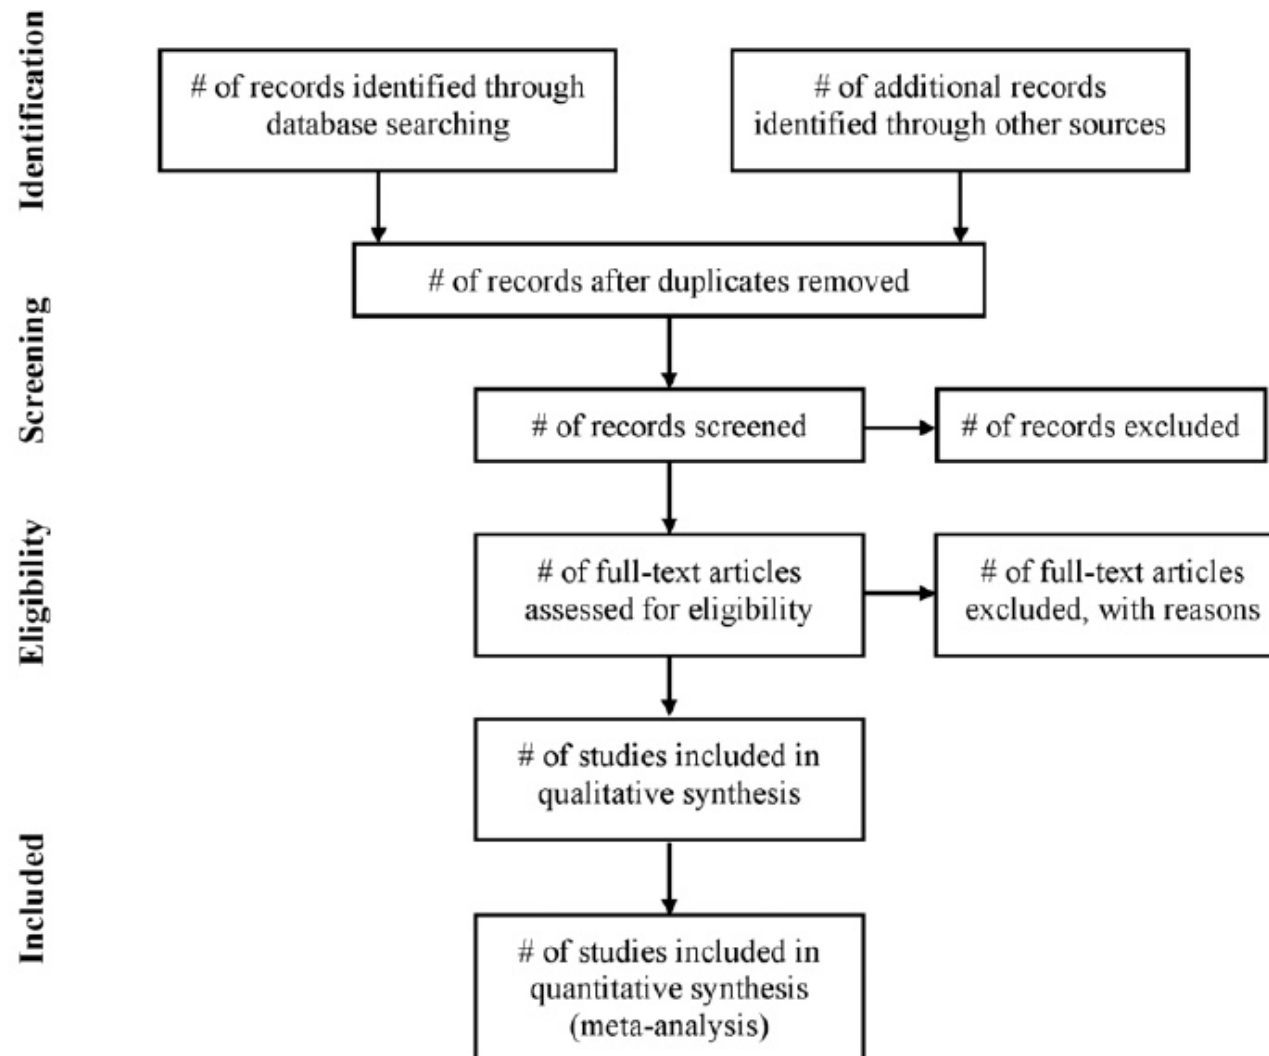 Identification
# of records identified through
database searching
# of additional records
identified through other sources
# of records after duplicates removed
Screening
# of records screened
# of records excluded
Eligibility
# of full-text articles
assessed for eligibility
# of full-text articles
excluded, with reasons
Included
# of studies included in
qualitative synthesis
# of studies included in
quantitative synthesis
(meta-analysis)